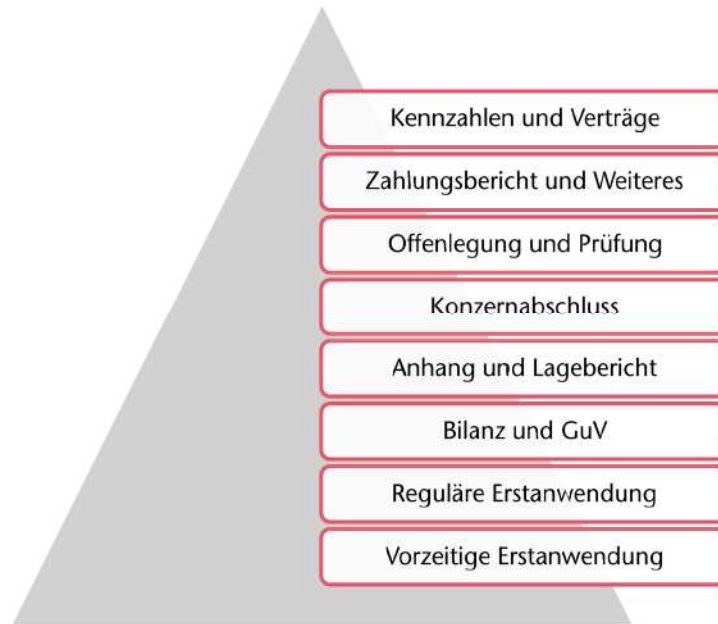 Kennzahlen und Verträge
Zahlungsbericht und Weiteres
Offenlegung und Prüfung
Konzernabschluss
Anhang und Lagebericht
Bilanz und GuV
Reguläre Erstanwendung
Vorzeitige Erstanwendung